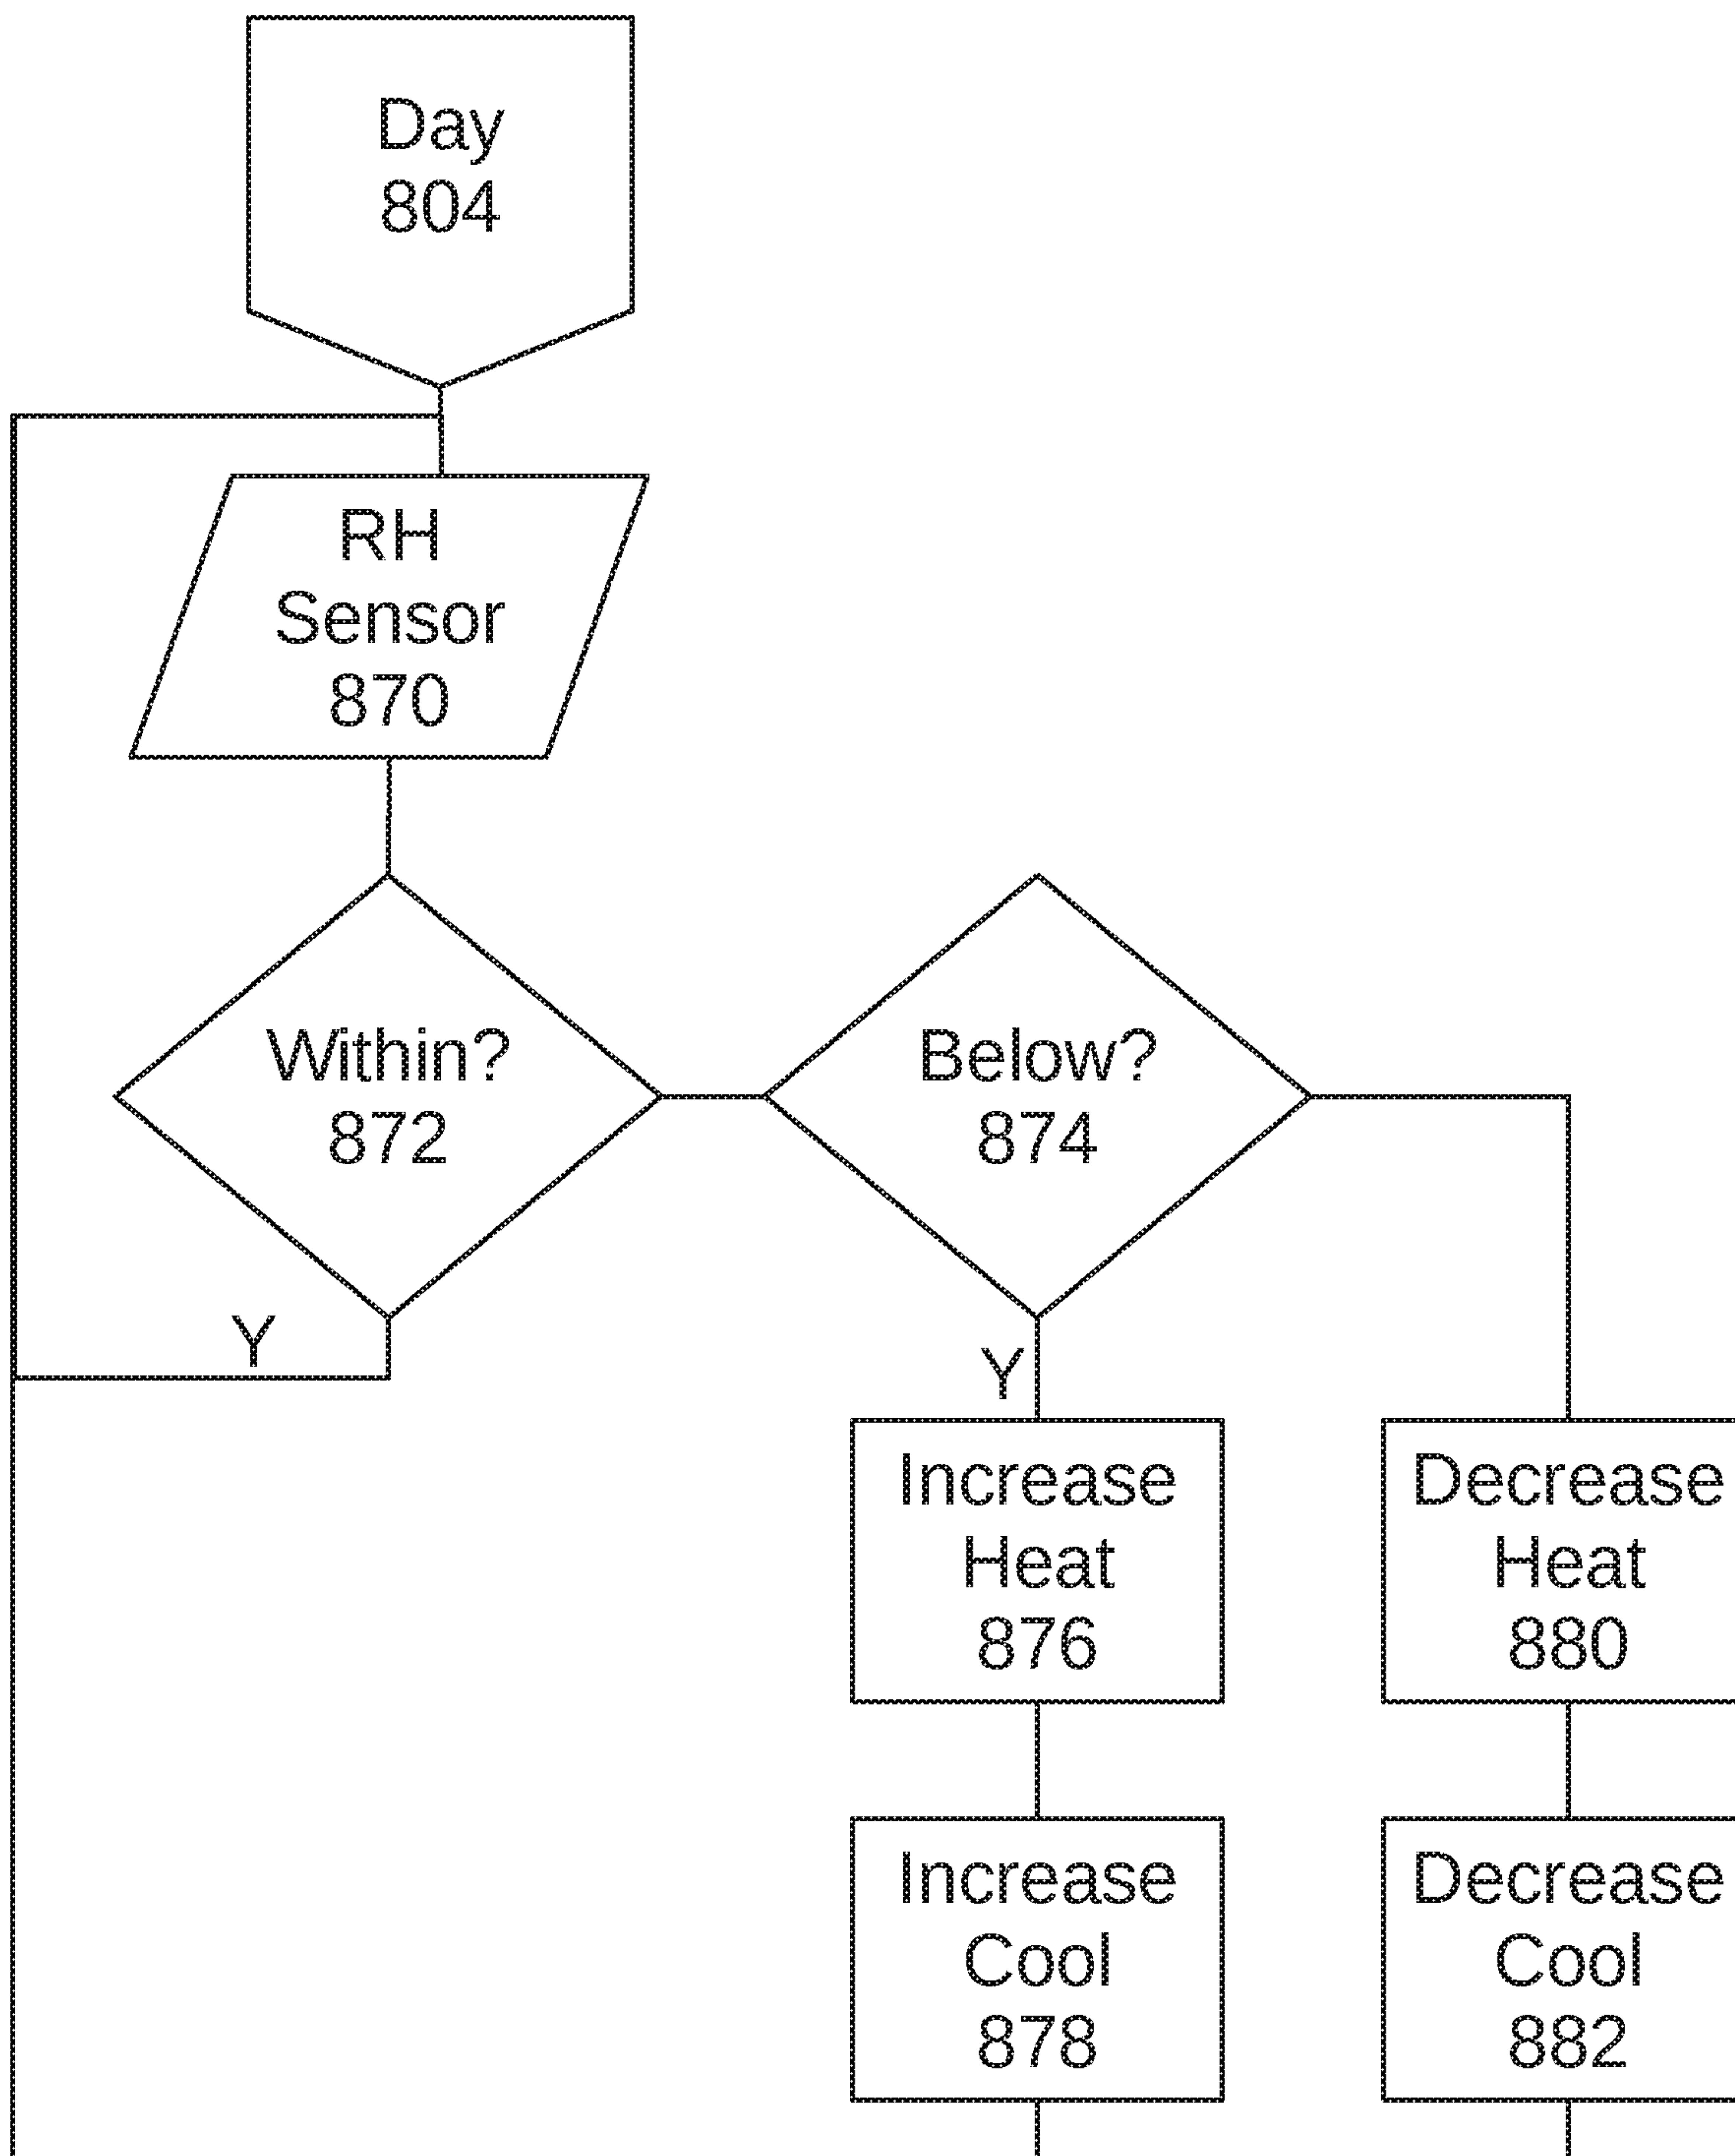 Day
804
RH
Sensor
870
Within?
872
Below?
874
Y
Y
Increase
Heat
876
Decrease
Heat
880
Increase
Cool
878
Decrease
Cool
882